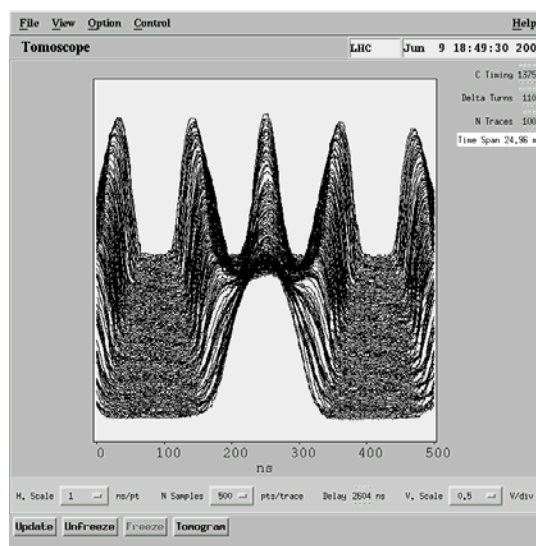 File View Option Control Help
Tomoscope LHC Jun 9 18:49:30 200
C Timing 1375
Delta Turns 110
N Traces 100
Time Span 24.96 m
0 100 200 300 400 500
ns
H. Scale 1 ns/pt N Samples 500 pts/trace Delay 2604 ns V. Scale 0.5 V/div
Update UnFreeze Freeze Tomogram